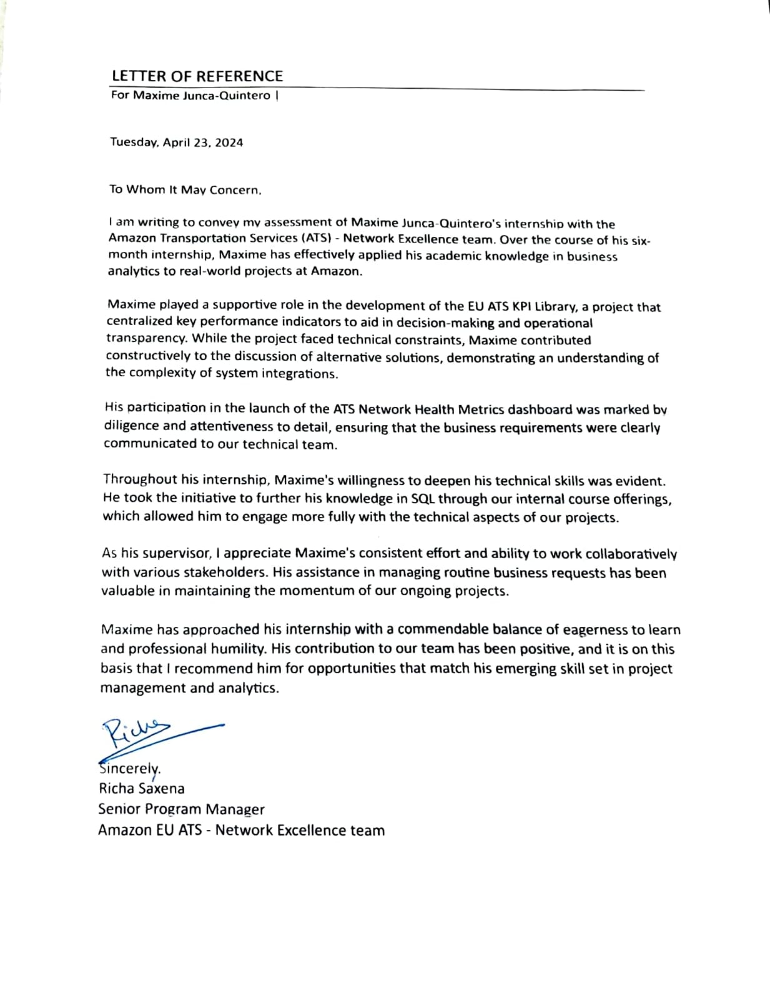 LETTER OF REFERENCE
For Maxime Junca-Quintero |
Tuesday, April 23, 2024
To Whom It May Concern,
I am writing to convey my assessment of Maxime Junca-Quintero's internship with the
Amazon Transportation Services (ATS) - Network Excellence team. Over the course of his six-
month internship, Maxime has effectively applied his academic knowledge in business
analytics to real-world projects at Amazon.
Maxime played a supportive role in the development of the EU ATS KPI Library, a project that
centralized key performance indicators to aid in decision-making and operational
transparency. While the project faced technical constraints, Maxime contributed
constructively to the discussion of alternative solutions, demonstrating an understanding of
the complexity of system integrations.
His participation in the launch of the ATS Network Health Metrics dashboard was marked by
diligence and attentiveness to detail, ensuring that the business requirements were clearly
communicated to our technical team.
Throughout his internship, Maxime's willingness to deepen his technical skills was evident.
He took the initiative to further his knowledge in SQL through our internal course offerings,
which allowed him to engage more fully with the technical aspects of our projects.
As his supervisor, I appreciate Maxime's consistent effort and ability to work collaboratively
with various stakeholders. His assistance in managing routine business requests has been
valuable in maintaining the momentum of our ongoing projects.
Maxime has approached his internship with a commendable balance of eagerness to learn
and professional humility. His contribution to our team has been positive, and it is on this
basis that I recommend him for opportunities that match his emerging skill set in project
management and analytics.
Richa
Sincerely,
Richa Saxena
Senior Program Manager
Amazon EU ATS - Network Excellence team